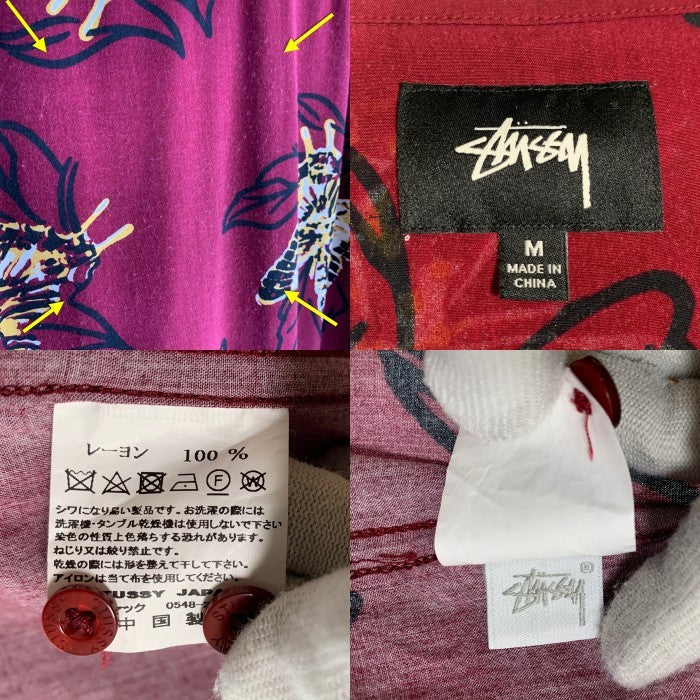 STÜSSY
M
MADE IN
CHINA
レーヨン 100 %
シワになり易い製品です。お洗濯の際には
洗濯機・タンブル乾燥機は使用しないで下さい
染色の性質上色落ちする恐れがあります。
ねじり又は絞り禁止です。
乾燥の際には形を整えて干して下さい。
アイロンは当て布を使用してください。
STUSSY JAPA
レック 0548-2
中国製
STUSSY
STÜSSY ®